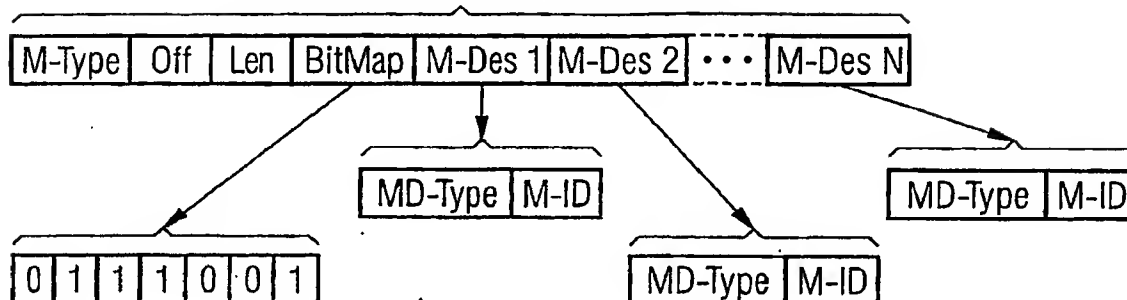 M-Type Off Len BitMap M-Des 1 M-Des 2 ··· M-Des N
MD-Type M-ID MD-Type M-ID
0 1 1 1 0 0 1 MD-Type M-ID